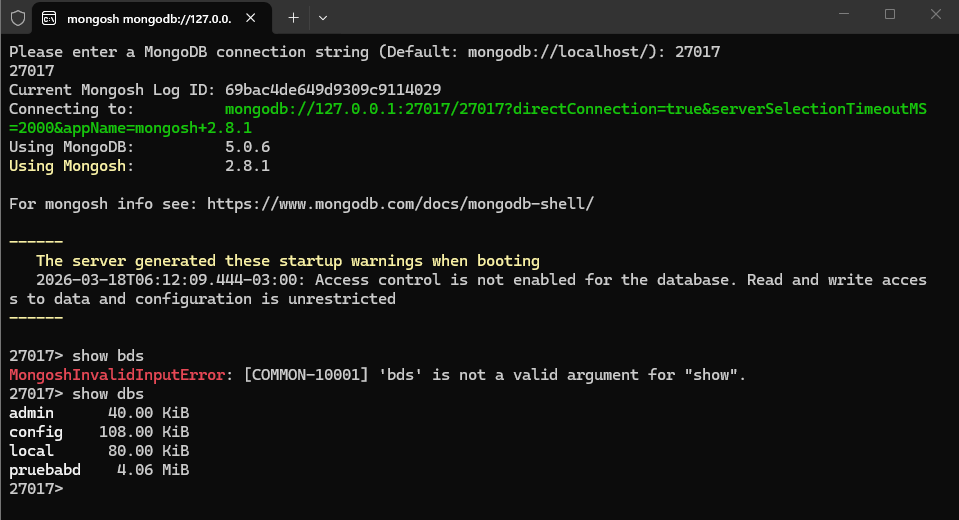 mongosh mongodb://127.0.0.
Please enter a MongoDB connection string (Default: mongodb://localhost/): 27017
27017
Current Mongosh Log ID: 69bac4de649d9309c9114029
Connecting to:          mongodb://127.0.0.1:27017/27017?directConnection=true&serverSelectionTimeoutMS
=2000&appName=mongosh+2.8.1
Using MongoDB:          5.0.6
Using Mongosh:          2.8.1
For mongosh info see: https://www.mongodb.com/docs/mongodb-shell/
------
   The server generated these startup warnings when booting
   2026-03-18T06:12:09.444-03:00: Access control is not enabled for the database. Read and write acces
s to data and configuration is unrestricted
------
27017> show bds
MongoshInvalidInputError: [COMMON-10001] 'bds' is not a valid argument for "show".
27017> show dbs
admin      40.00 KiB
config    108.00 KiB
local      80.00 KiB
pruebabd    4.06 MiB
27017>